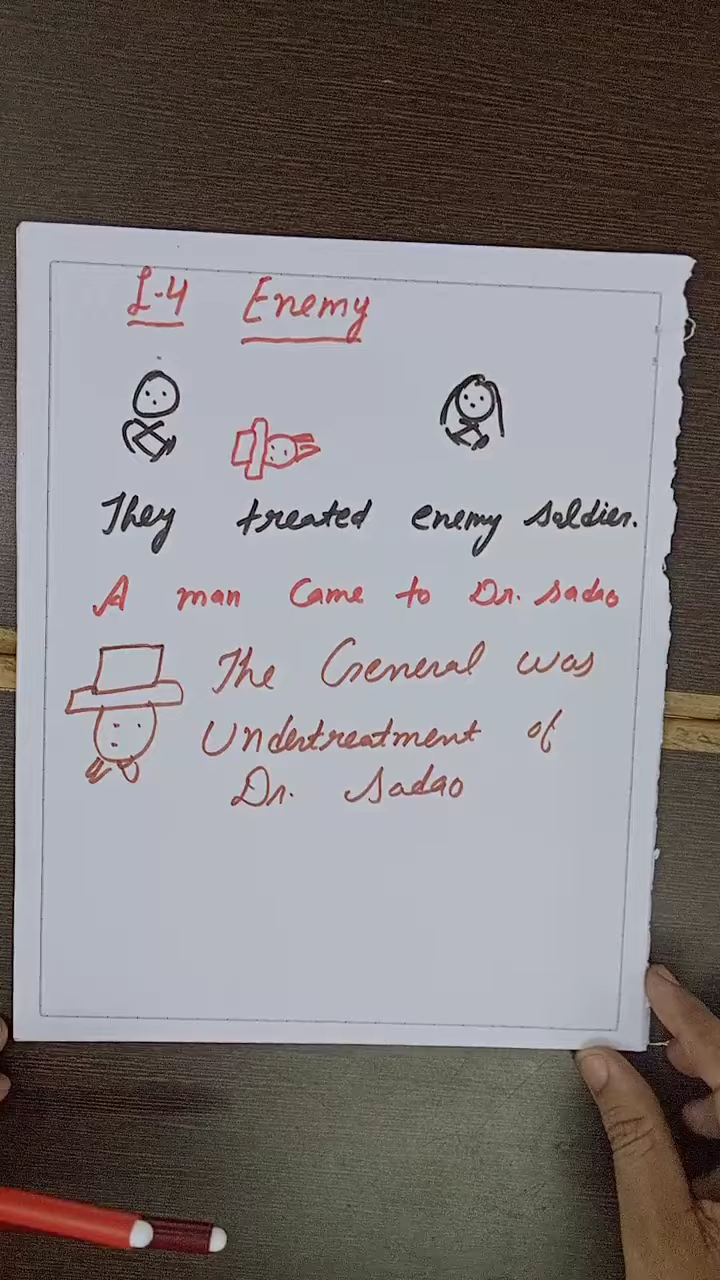 L-4 Enemy
They treated enemy soldier.
A man came to Dr. Sadao
The General was
Undertreatment of
Dr. Sadao